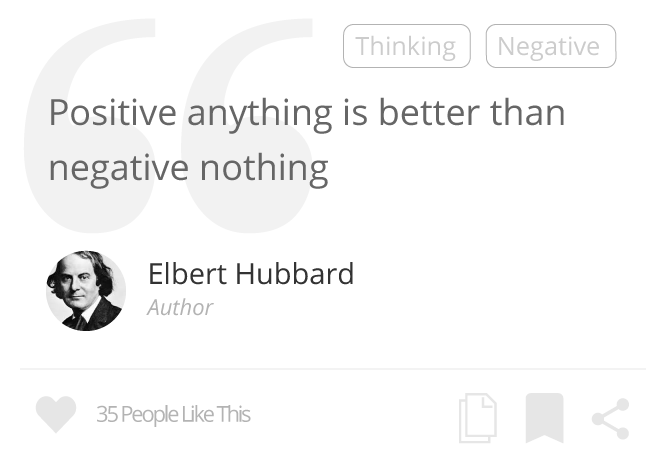 Thinking Negative
Positive anything is better than
negative nothing
Elbert Hubbard
Author
35 People Like This